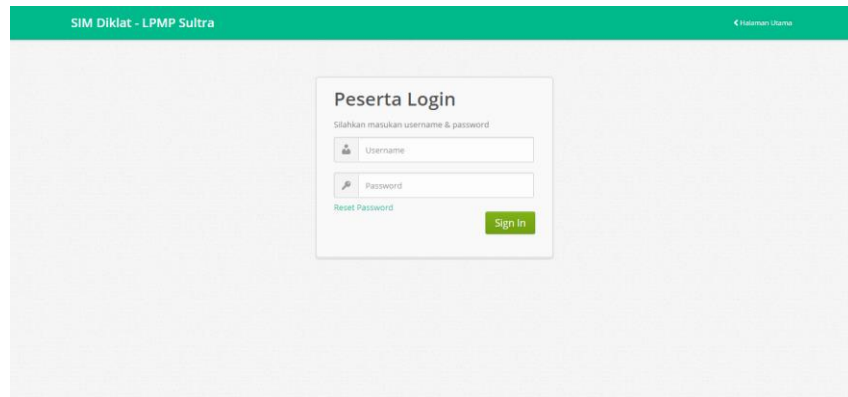 SIM Diklat - LPMP Sultra
Halaman Utama
Peserta Login
Silahkan masukan username & password
Username
Password
Reset Password
Sign In